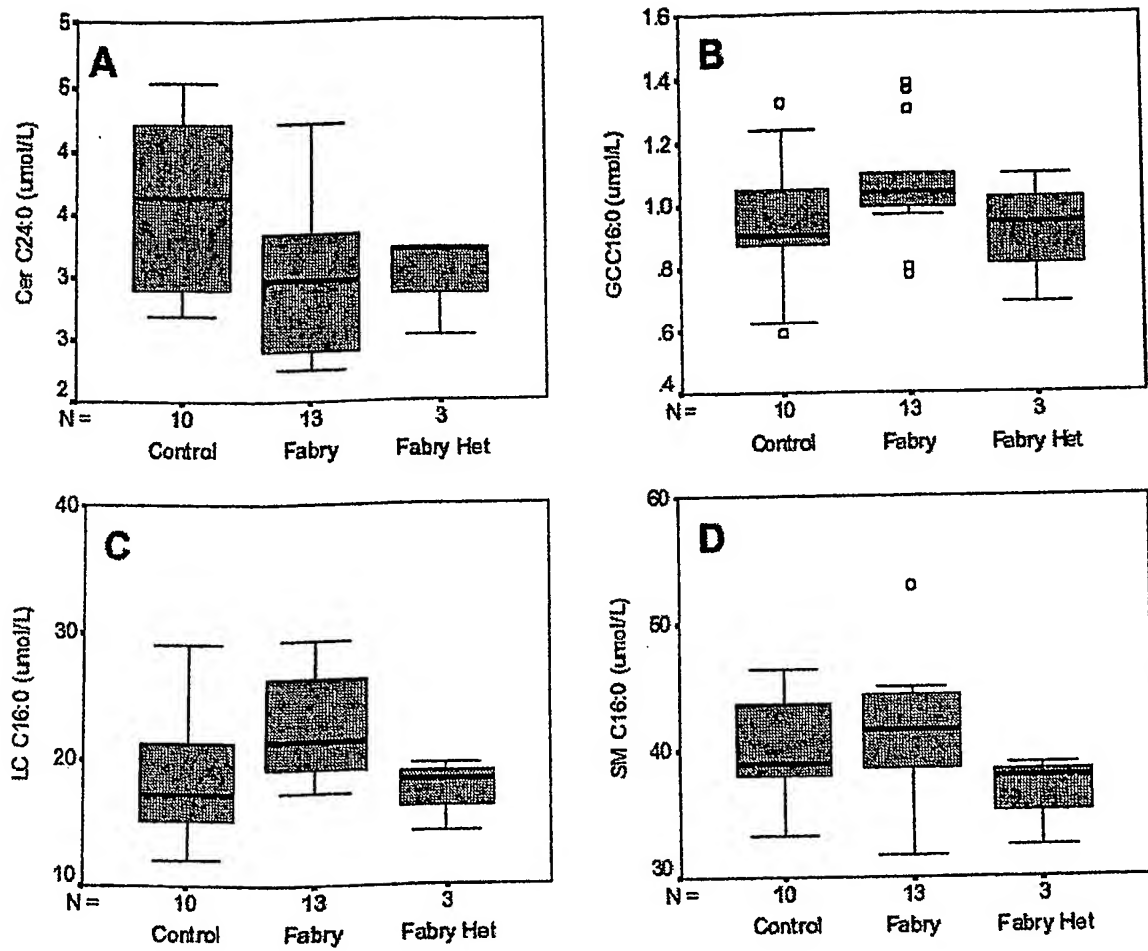 A
Cer C24:0 (umol/L)
5
5
4
4
3
3
2
N =
10
13
3
Control
Fabry
Fabry Het
B
GCC16:0 (umol/L)
1.6
1.4
1.2
1.0
.8
.6
.4
N =
10
13
3
Control
Fabry
Fabry Het
C
LC C16:0 (umol/L)
40
30
20
10
N =
10
13
3
Control
Fabry
Fabry Het
D
SM C16:0 (umol/L)
60
50
40
30
N =
10
13
3
Control
Fabry
Fabry Het